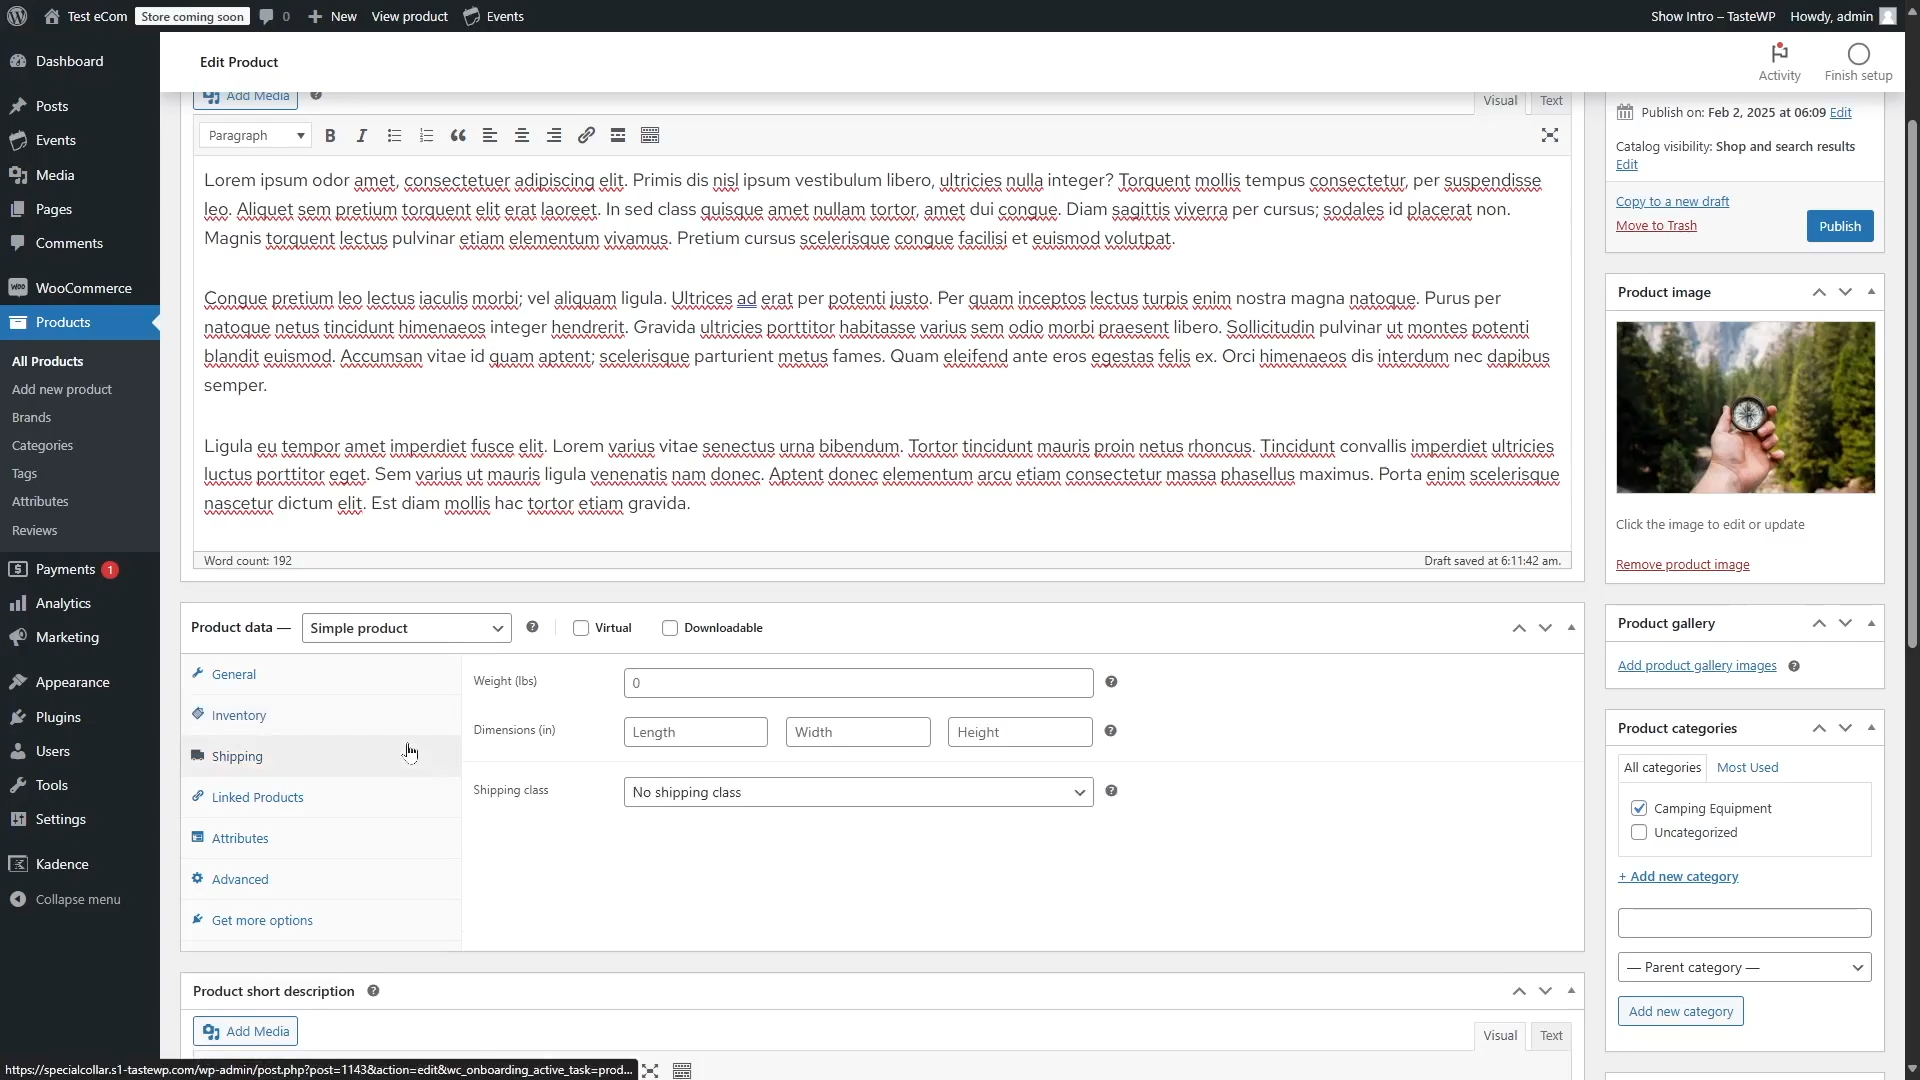 Test eCom
Store coming soon
0
New
View product
Events
Show Intro – TasteWP
Howdy, admin
Dashboard
Posts
Events
Media
Pages
Comments
WooCommerce
Products
All Products
Add new product
Brands
Categories
Tags
Attributes
Reviews
Payments 1
Analytics
Marketing
Appearance
Plugins
Users
Tools
Settings
Kadence
Collapse menu
Edit Product
Activity
Finish setup
Add Media
Visual
Text
Paragraph
Lorem ipsum odor amet, consectetuer adipiscing elit. Primis dis nisl ipsum vestibulum libero, ultricies nulla integer? Torquent mollis tempus consectetur, per suspendisse
leo. Aliquet sem pretium torquent elit erat laoreet. In sed class quisque amet nullam tortor, amet dui congue. Diam sagittis viverra per cursus; sodales id placerat non.
Magnis torquent lectus pulvinar etiam elementum vivamus. Pretium cursus scelerisque congue facilisi et euismod volutpat.
Congue pretium leo lectus iaculis morbi; vel aliquam ligula. Ultrices ad erat per potenti justo. Per quam inceptos lectus turpis enim nostra magna natoque. Purus per
natoque netus tincidunt himenaeos integer hendrerit. Gravida ultricies porttitor habitasse varius sem odio morbi praesent libero. Sollicitudin pulvinar ut montes potenti
blandit euismod. Accumsan vitae id quam aptent; scelerisque parturient metus fames. Quam eleifend ante eros egestas felis ex. Orci himenaeos dis interdum nec dapibus
semper.
Ligula eu tempor amet imperdiet fusce elit. Lorem varius vitae senectus urna bibendum. Tortor tincidunt mauris proin netus rhoncus. Tincidunt convallis imperdiet ultricies
luctus porttitor eget. Sem varius ut mauris ligula venenatis nam donec. Aptent donec elementum arcu etiam consectetur massa phasellus maximus. Porta enim scelerisque
nascetur dictum elit. Est diam mollis hac tortor etiam gravida.
Word count: 192
Draft saved at 6:11:42 am.
Product data —
Simple product
Virtual
Downloadable
General
Inventory
Shipping
Linked Products
Attributes
Advanced
Get more options
Weight (lbs)
0
Dimensions (in)
Length
Width
Height
Shipping class
No shipping class
Product short description
Add Media
Visual
Text
Publish on: Feb 2, 2025 at 06:09 Edit
Catalog visibility: Shop and search results
Edit
Copy to a new draft
Move to Trash
Publish
Product image
Click the image to edit or update
Remove product image
Product gallery
Add product gallery images
Product categories
All categories
Most Used
Camping Equipment
Uncategorized
+ Add new category
— Parent category —
Add new category
https://specialcollar.s1-tastewp.com/wp-admin/post.php?post=1143&action=edit&wc_onboarding_active_task=prod...